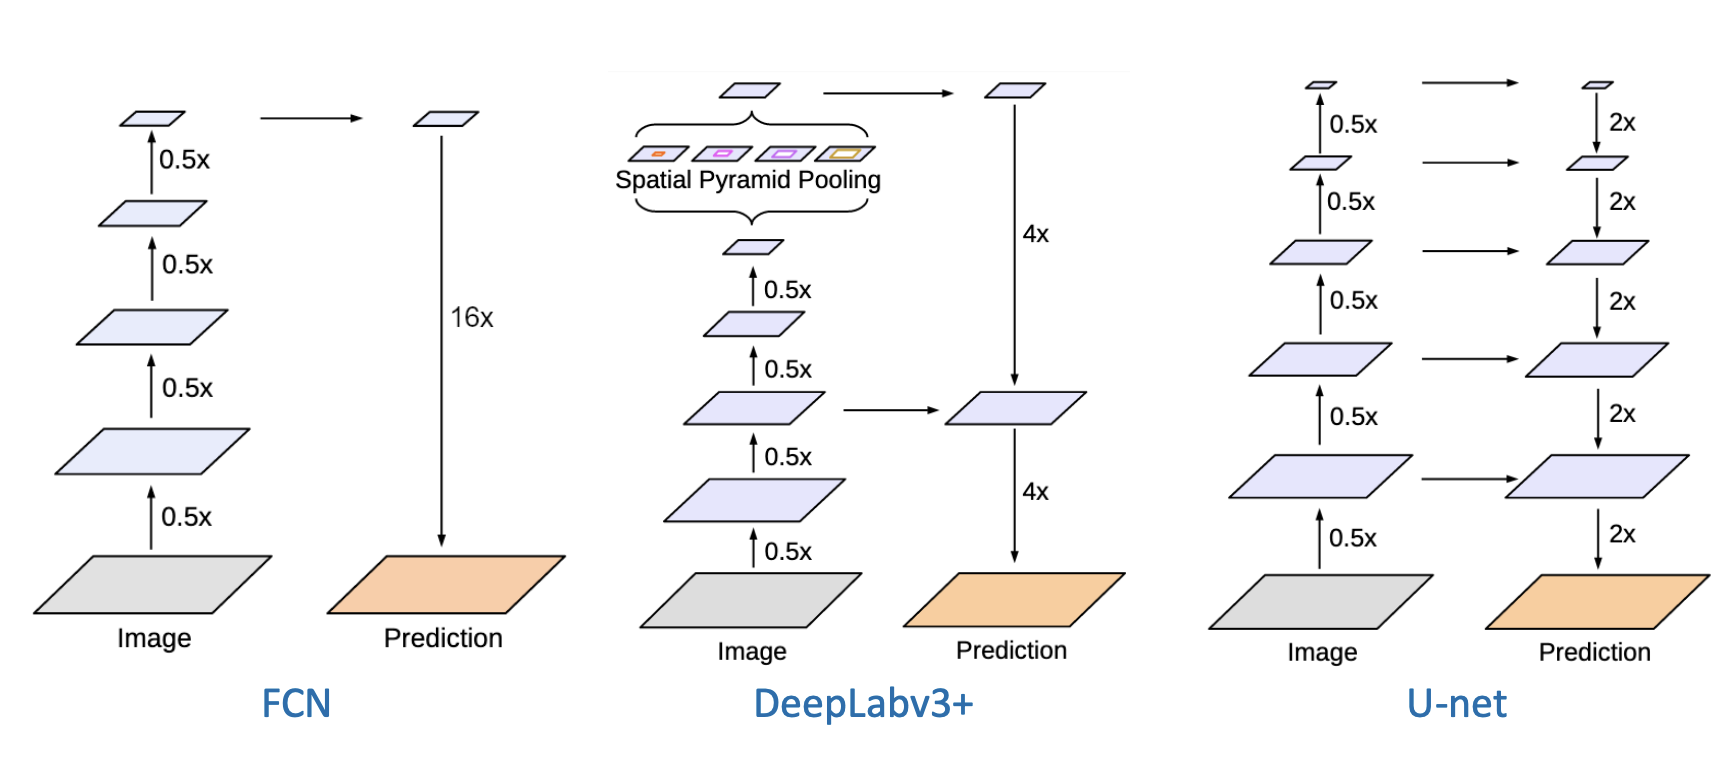 0.5x
0.5x
0.5x
0.5x
16x
Image
Prediction
FCN
Spatial Pyramid Pooling
0.5x
0.5x
0.5x
0.5x
4x
4x
Image
Prediction
DeepLabv3+
0.5x
0.5x
0.5x
0.5x
0.5x
2x
2x
2x
2x
2x
Image
Prediction
U-net